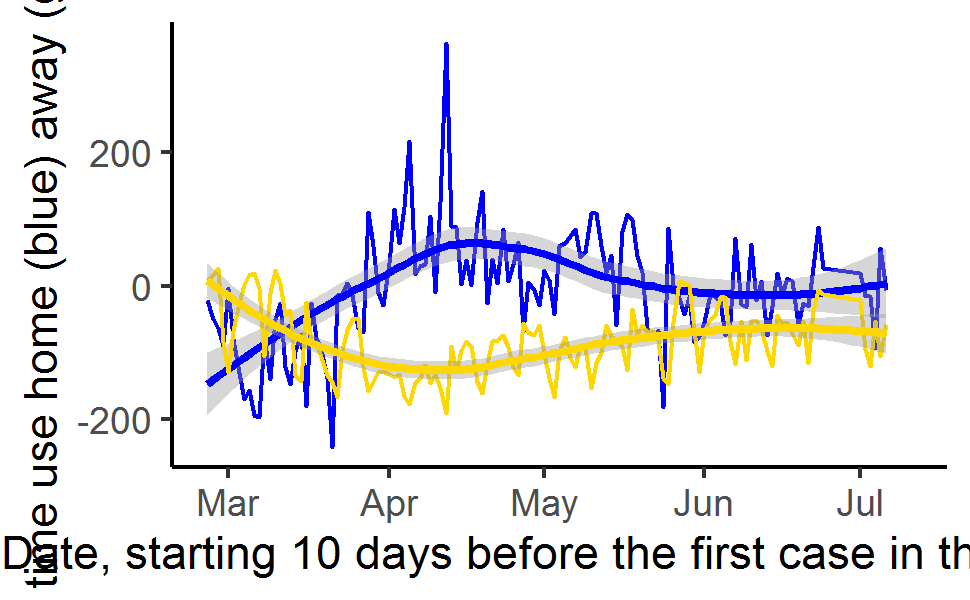 time use home (blue) away (
200
0
-200
Mar Apr May Jun Jul
Date, starting 10 days before the first case in th